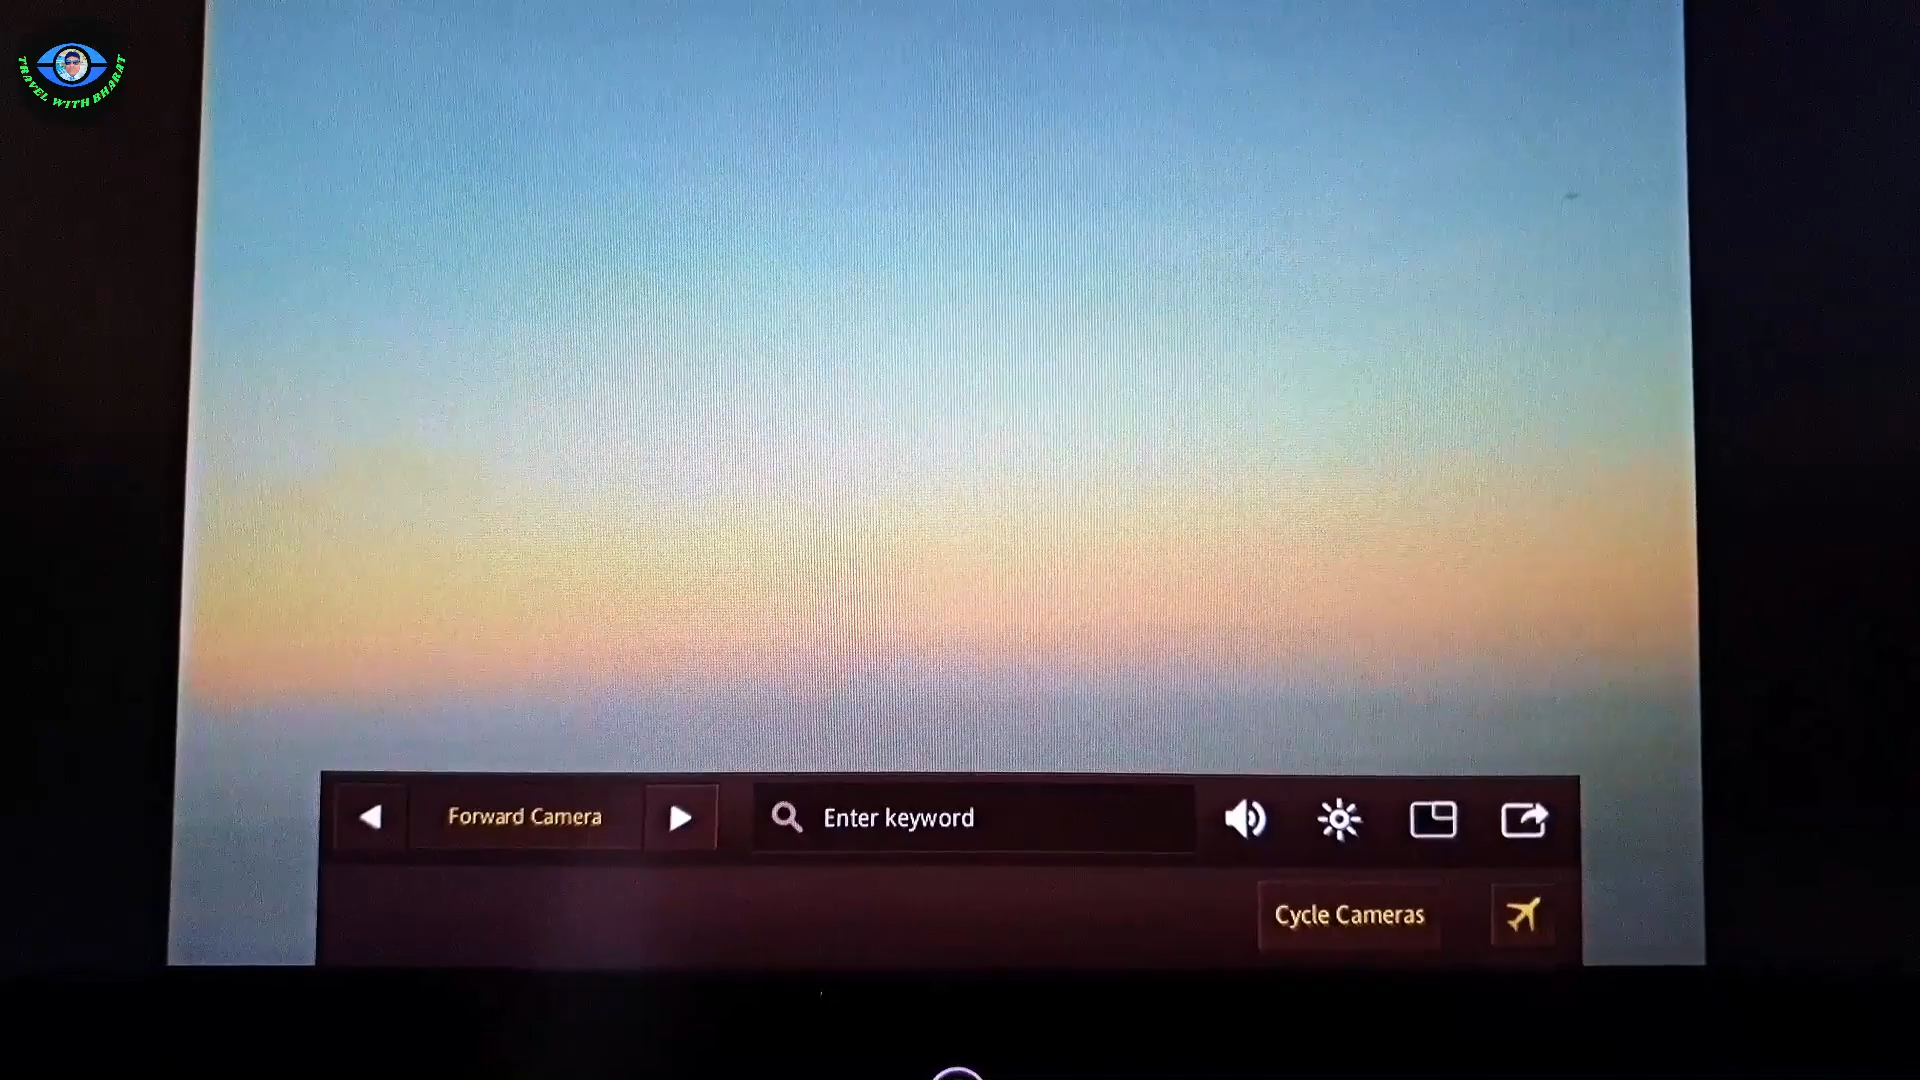 TRAVEL WITH BHARAT
Forward Camera
Enter keyword
Cycle Cameras